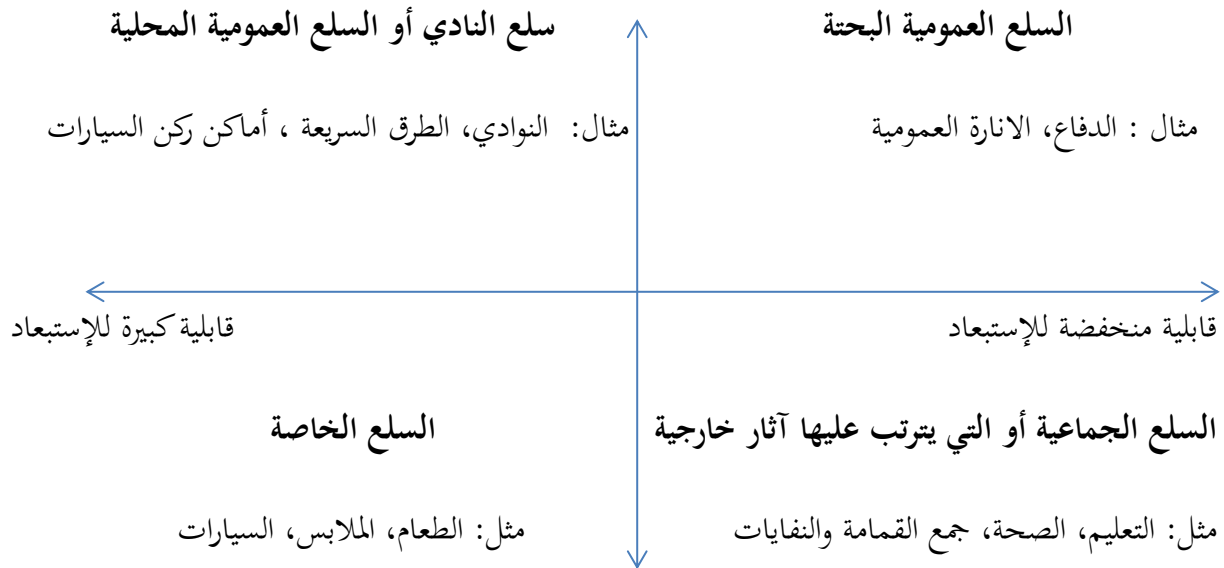 السلع العمومية البحتة
سلع النادي أو السلع العمومية المحلية
مثال : الدفاع، الانارة العمومية
مثال: النوادي، الطرق السريعة ، أماكن ركن السيارات
قابلية منخفضة للإستبعاد
قابلية كبيرة للإستبعاد
السلع الجماعية أو التي يترتب عليها آثار خارجية
السلع الخاصة
مثل: التعليم، الصحة، جمع القمامة والنفايات
مثل: الطعام، الملابس، السيارات